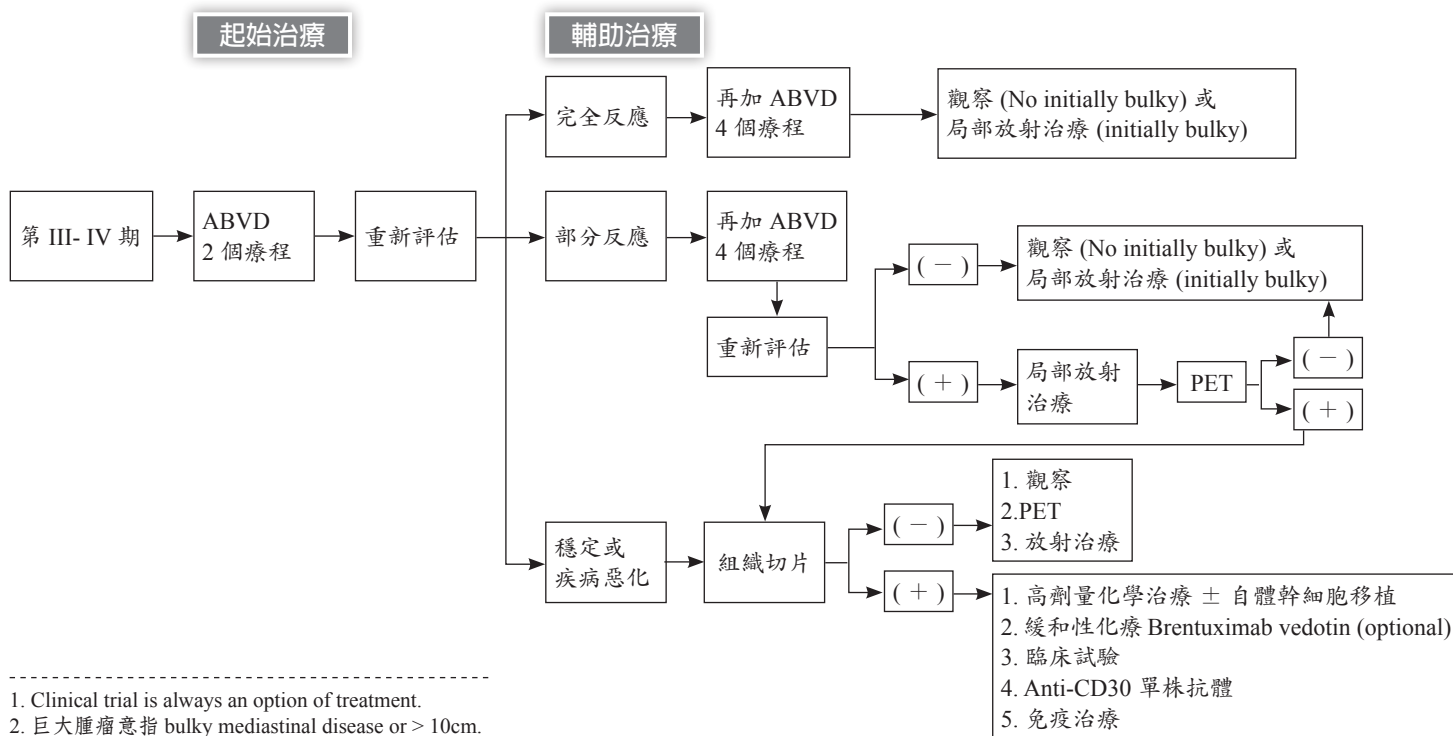 起始治療
輔助治療
第 III- IV 期
ABVD
2 個療程
重新評估
完全反應
再加 ABVD
4 個療程
觀察 (No initially bulky) 或
局部放射治療 (initially bulky)
部分反應
再加 ABVD
4 個療程
重新評估
( － )
觀察 (No initially bulky) 或
局部放射治療 (initially bulky)
( ＋ )
局部放射
治療
PET
( － )
( ＋ )
穩定或
疾病惡化
組織切片
( － )
1. 觀察
2.PET
3. 放射治療
( ＋ )
1. 高劑量化學治療 ± 自體幹細胞移植
2. 緩和性化療 Brentuximab vedotin (optional)
3. 臨床試驗
4. Anti-CD30 單株抗體
5. 免疫治療
1. Clinical trial is always an option of treatment.
2. 巨大腫瘤意指 bulky mediastinal disease or > 10cm.